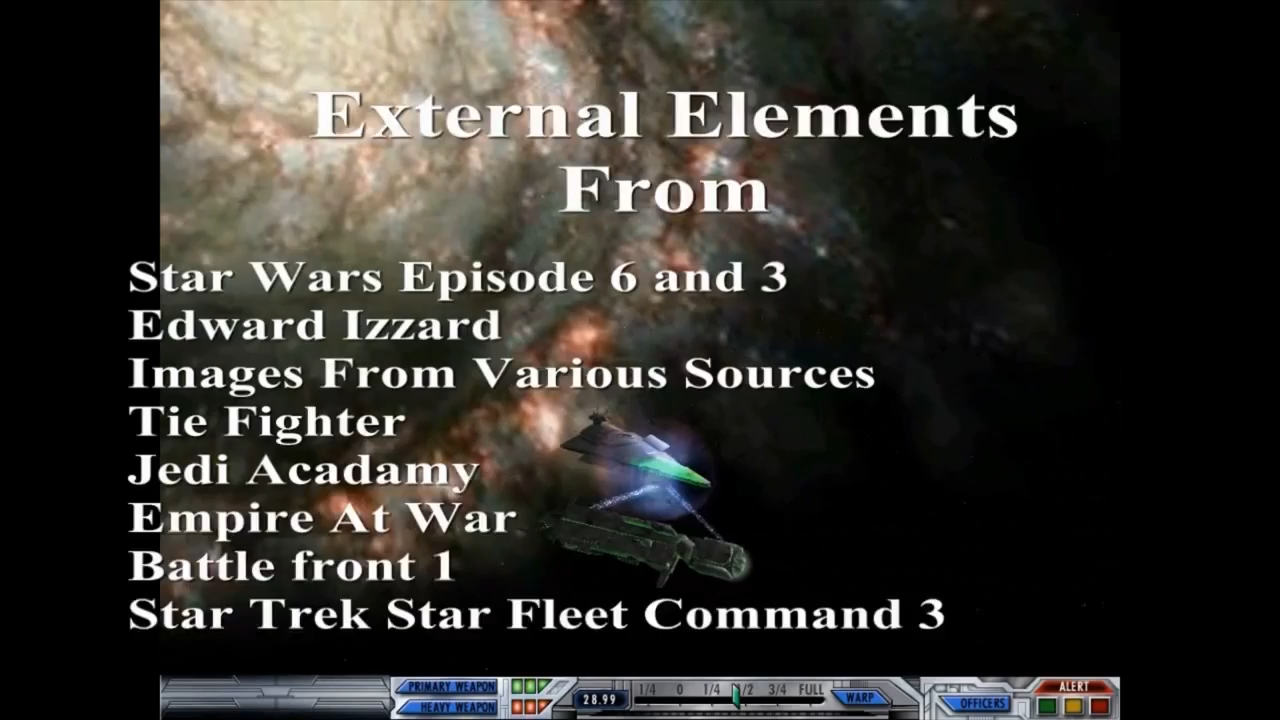 External Elements
From
Star Wars Episode 6 and 3
Edward Izzard
Images From Various Sources
Tie Fighter
Jedi Acadamy
Empire At War
Battle front 1
Star Trek Star Fleet Command 3
PRIMARY WEAPON
HEAVY WEAPON
28.99
1/4 0 1/4 1/2 3/4 FULL
WARP
OFFICERS
ALERT